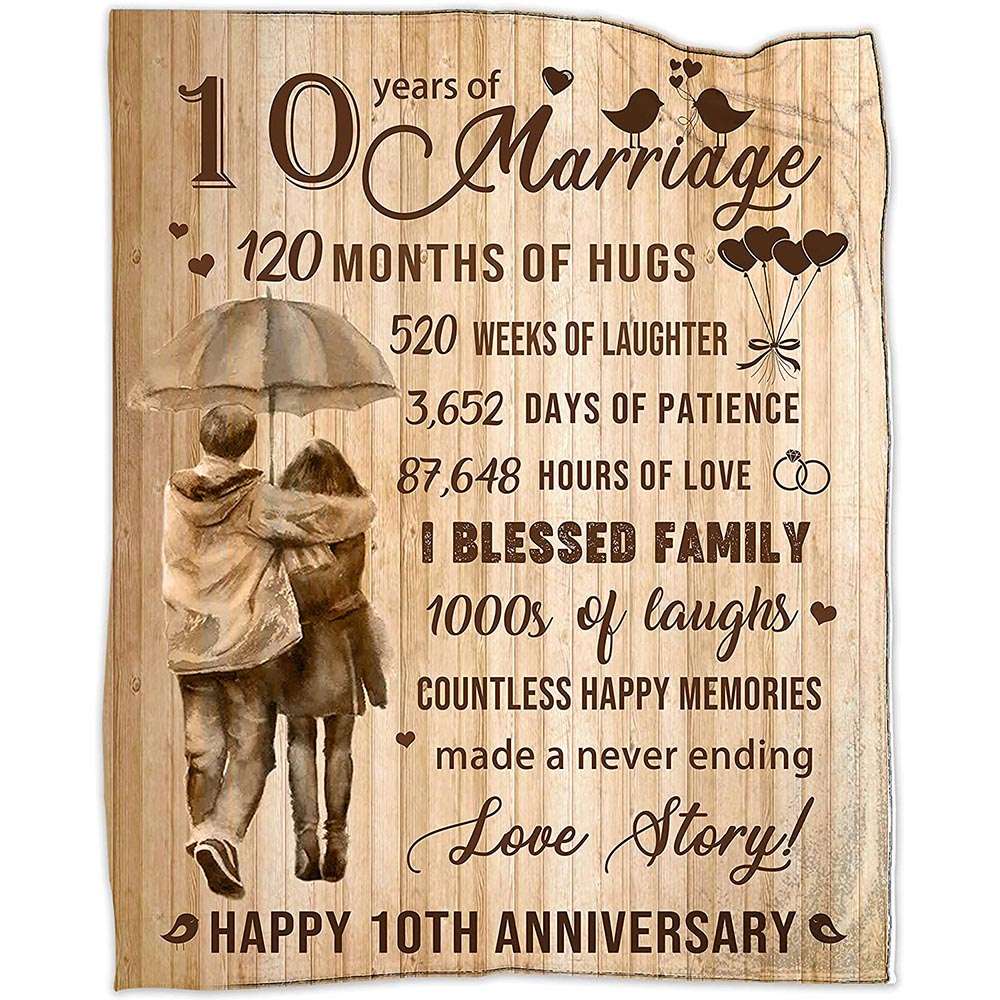 10 years of Marriage
120 MONTHS OF HUGS
520 WEEKS OF LAUGHTER
3,652 DAYS OF PATIENCE
87,648 HOURS OF LOVE
I BLESSED FAMILY
1000s of laughs
COUNTLESS HAPPY MEMORIES
made a never ending
Love Story!
HAPPY 10TH ANNIVERSARY